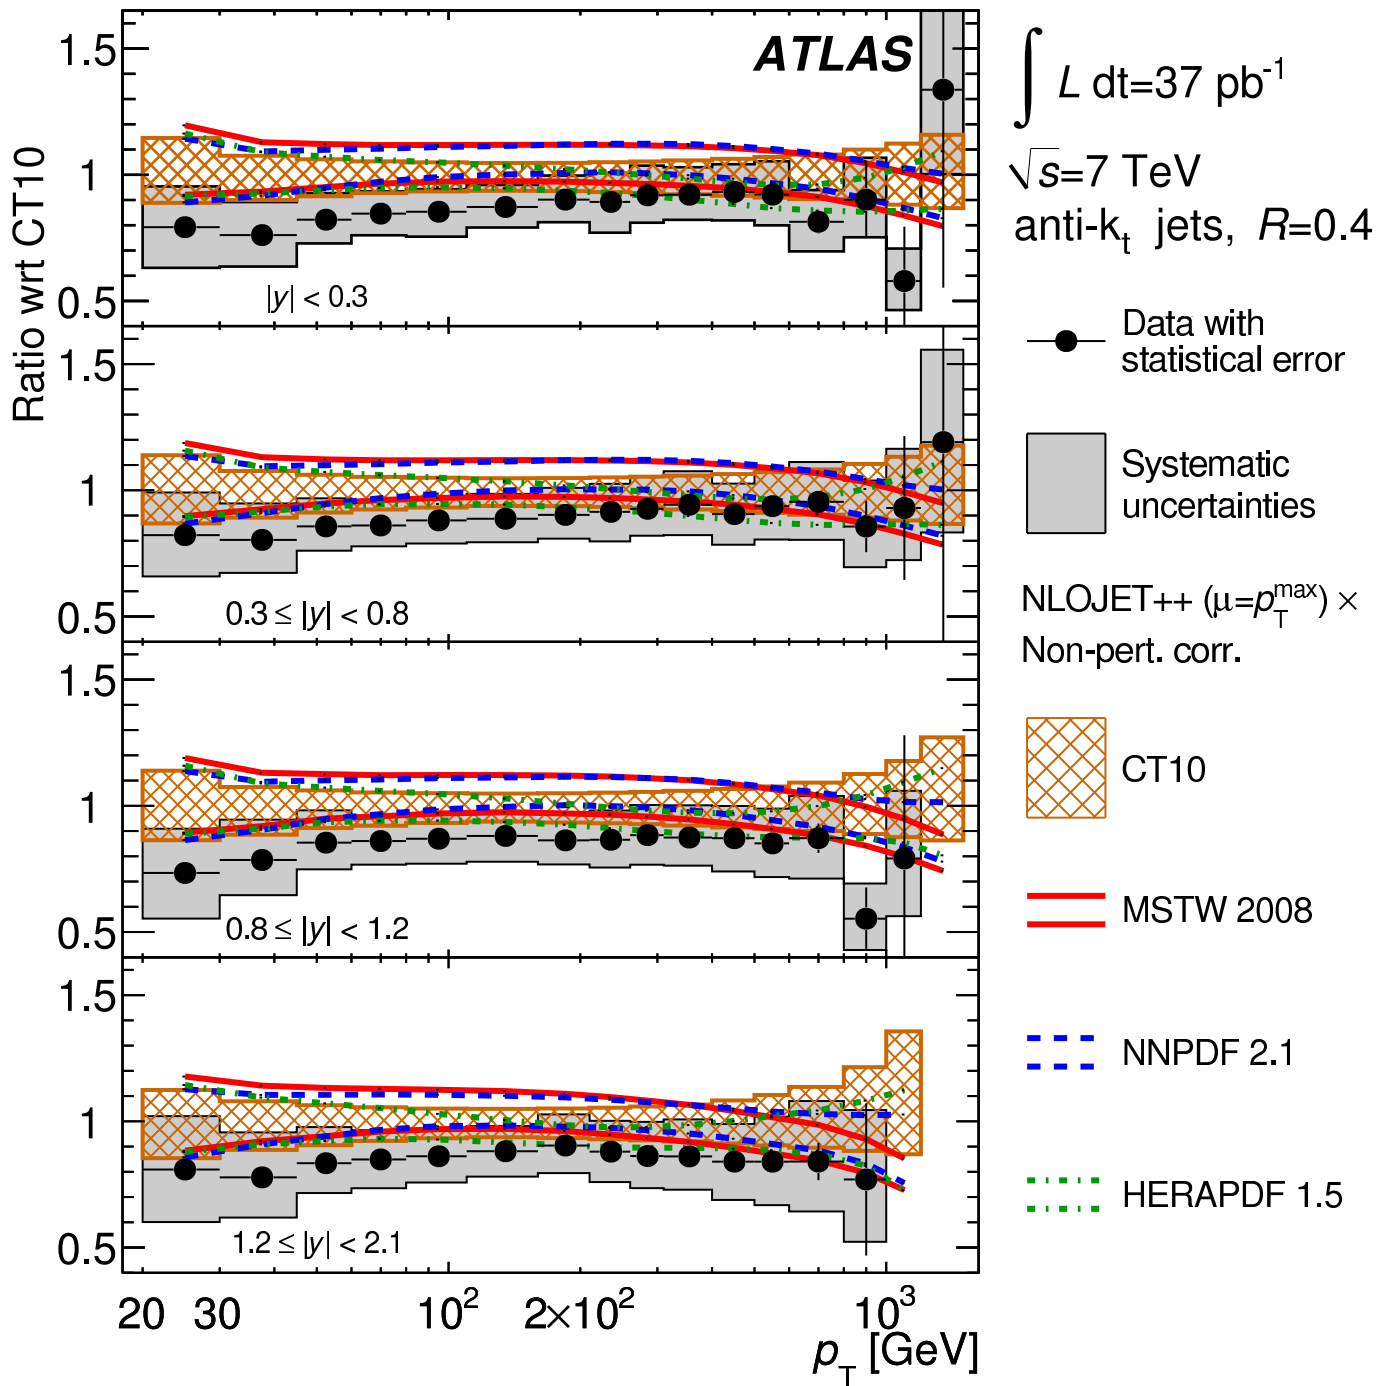 Ratio wrt CT10
1.5
1
0.5
ATLAS
|y| < 0.3
1.5
1
0.5
0.3 ≤ |y| < 0.8
1.5
1
0.5
0.8 ≤ |y| < 1.2
1.5
1
0.5
1.2 ≤ |y| < 2.1
20 30 10² 2×10² 10³
p_T [GeV]
∫ L dt=37 pb⁻¹
√s=7 TeV
anti-k_t jets, R=0.4
Data with
statistical error
Systematic
uncertainties
NLOJET++ (μ=p_T^max) ×
Non-pert. corr.
CT10
MSTW 2008
NNPDF 2.1
HERAPDF 1.5